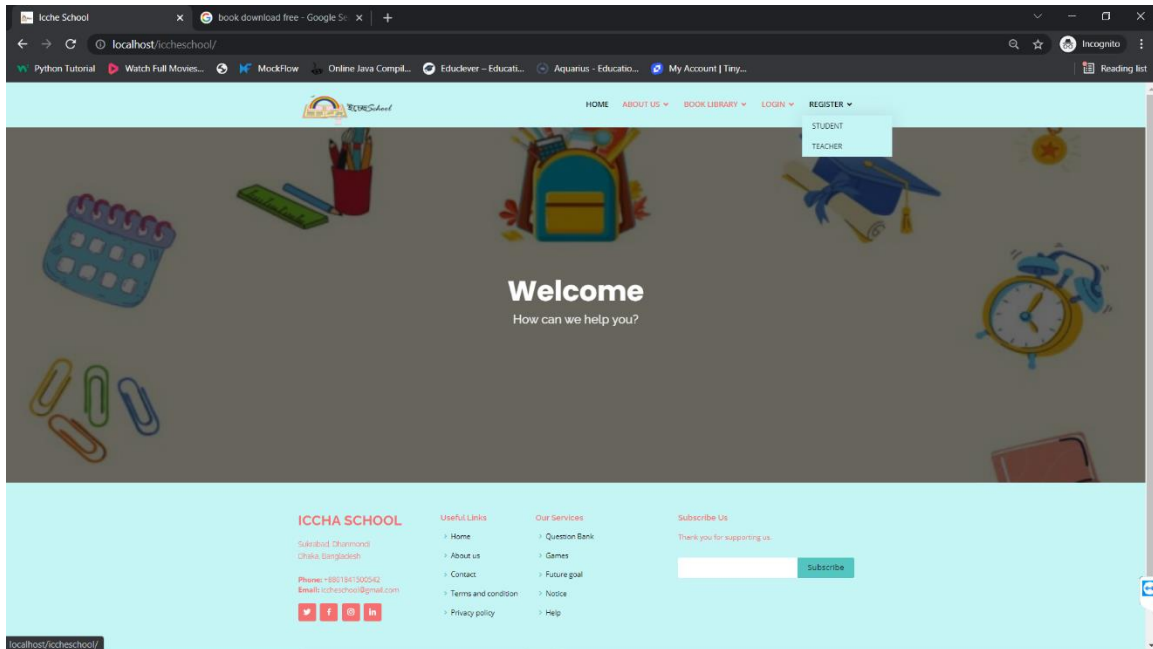 Icche School
book download free - Google Se
localhost/iccheschool/
Incognito
Python Tutorial
Watch Full Movies...
MockFlow
Online Java Compil...
Educlever – Educati...
Aquarius - Educatio...
My Account | Tiny...
Reading list
School
HOME ABOUT US BOOK LIBRARY LOGIN REGISTER
STUDENT
TEACHER
Welcome
How can we help you?
ICCHA SCHOOL
Suktabad, Dhanmondi
Dhaka, Bangladesh
Phone: +8801841500542
Email: iccheschool@gmail.com
Useful Links
Home
About us
Contact
Terms and condition
Privacy policy
Our Services
Question Bank
Games
Future goal
Notice
Help
Subscribe Us
Thank you for supporting us.
Subscribe
localhost/iccheschool/